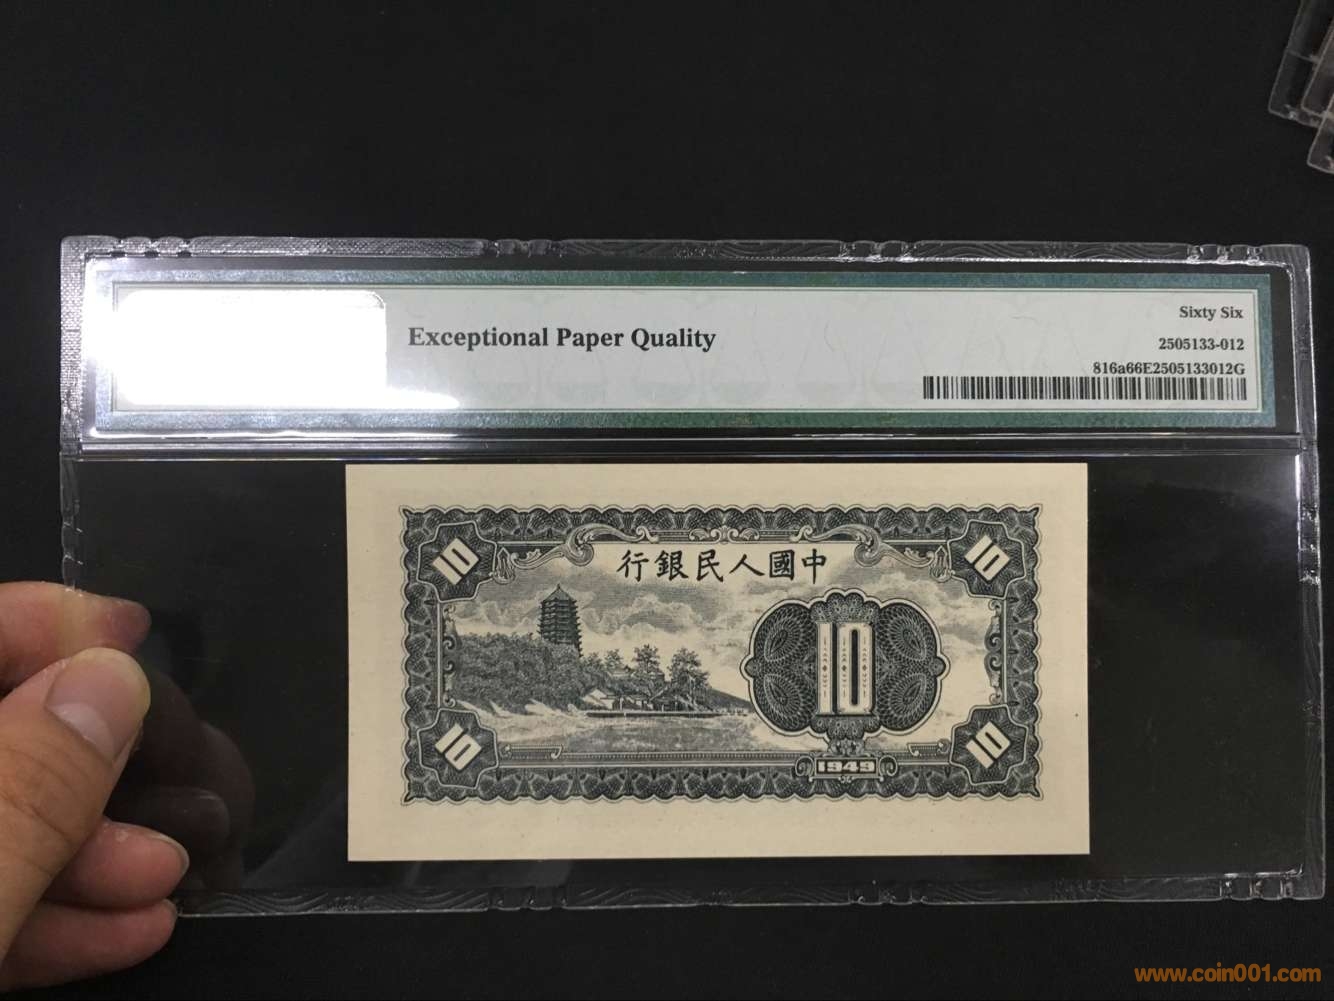 Exceptional Paper Quality
Sixty Six
2505133-012
816a66E2505133012G
行銀民人國中
10
10
10
10
10
1949
www.coin001.com